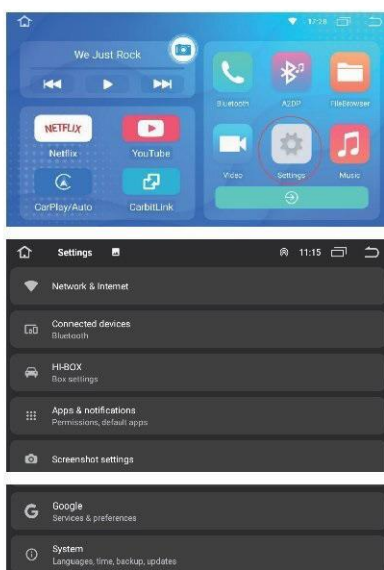 17:28
We Just Rock
NETFLIX
Netflix
YouTube
CarPlay/Auto
CarbitLink
Bluetooth
A2DP
FileBrowser
Video
Settings
Music
Settings
11:15
Network & Internet
Connected devices
Bluetooth
HI-BOX
Box settings
Apps & notifications
Permissions, default apps
Screenshot settings
G
Google
Services & preferences
System
Languages, time, backup, updates